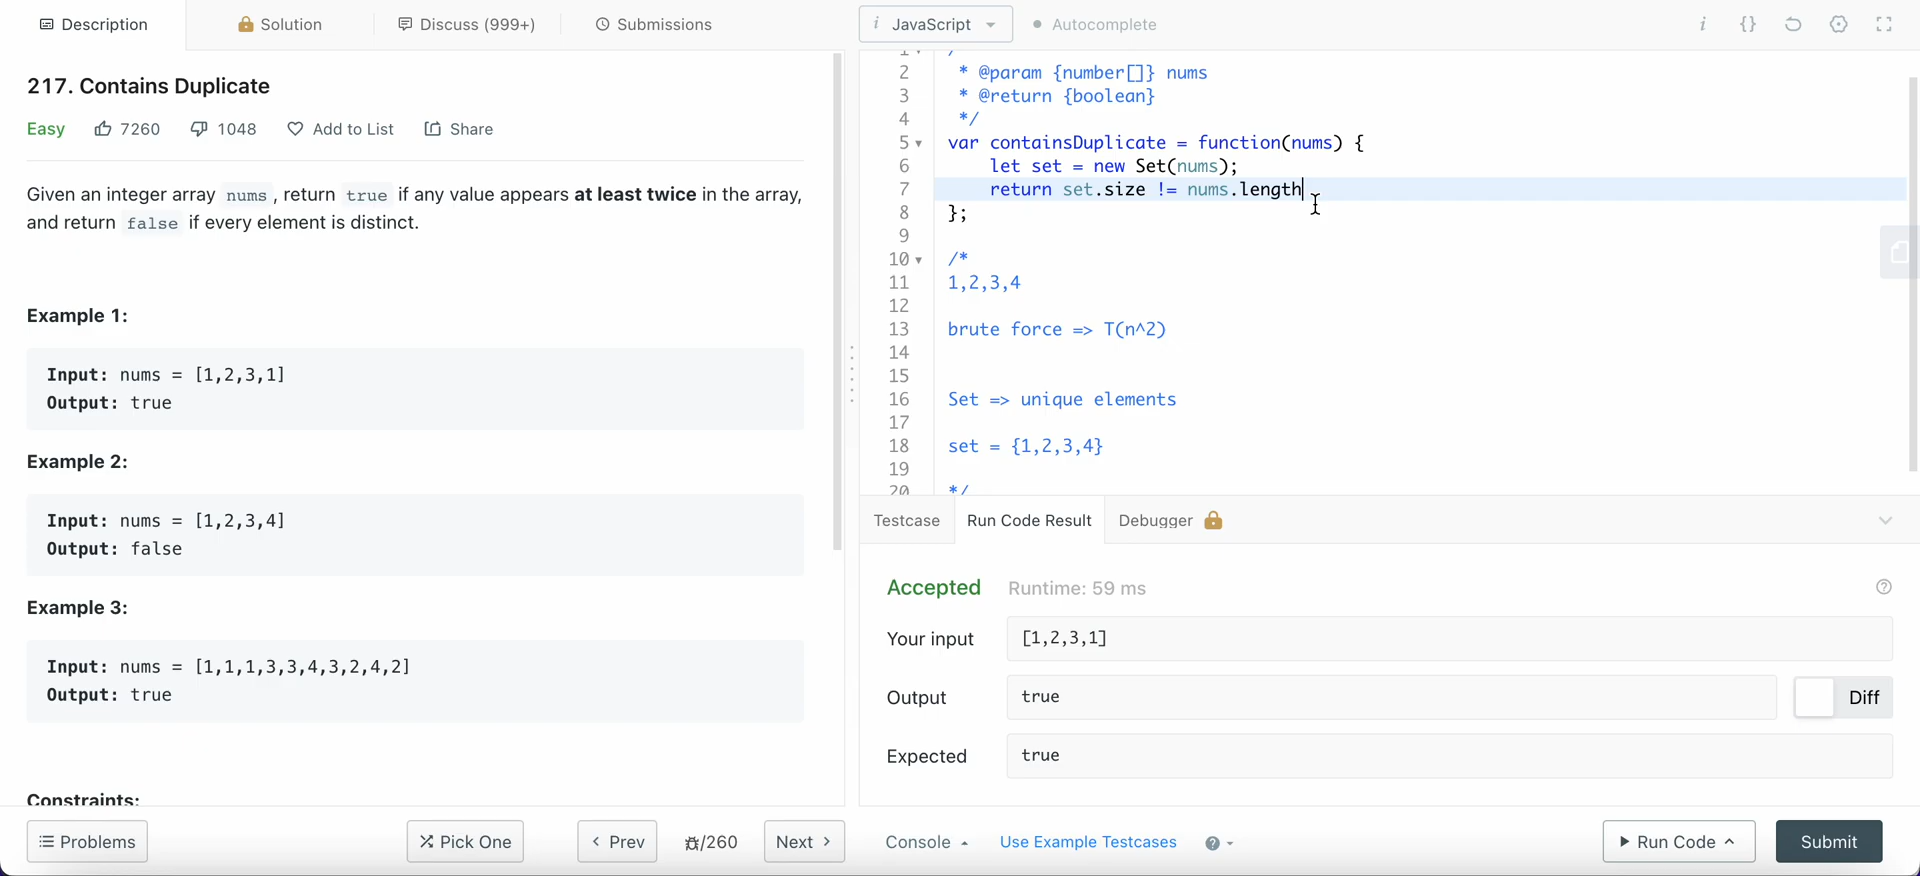 Description
Solution
Discuss (999+)
Submissions
i JavaScript
Autocomplete
i {}
217. Contains Duplicate
Easy 7260 1048 Add to List Share
Given an integer array nums, return true if any value appears at least twice in the array,
and return false if every element is distinct.
Example 1:
Input: nums = [1,2,3,1]
Output: true
Example 2:
Input: nums = [1,2,3,4]
Output: false
Example 3:
Input: nums = [1,1,1,3,3,4,3,2,4,2]
Output: true
Constraints:
Problems
Pick One
< Prev
/260
Next >
2 * @param {number[]} nums
3 * @return {boolean}
4 */
5 var containsDuplicate = function(nums) {
6 let set = new Set(nums);
7 return set.size != nums.length
8 };
9
10 /*
11 1,2,3,4
12
13 brute force => T(n^2)
14
15
16 Set => unique elements
17
18 set = {1,2,3,4}
19
20 */
Testcase
Run Code Result
Debugger
Accepted Runtime: 59 ms ?
Your input [1,2,3,1]
Output true Diff
Expected true
Console
Use Example Testcases
?
Run Code
Submit